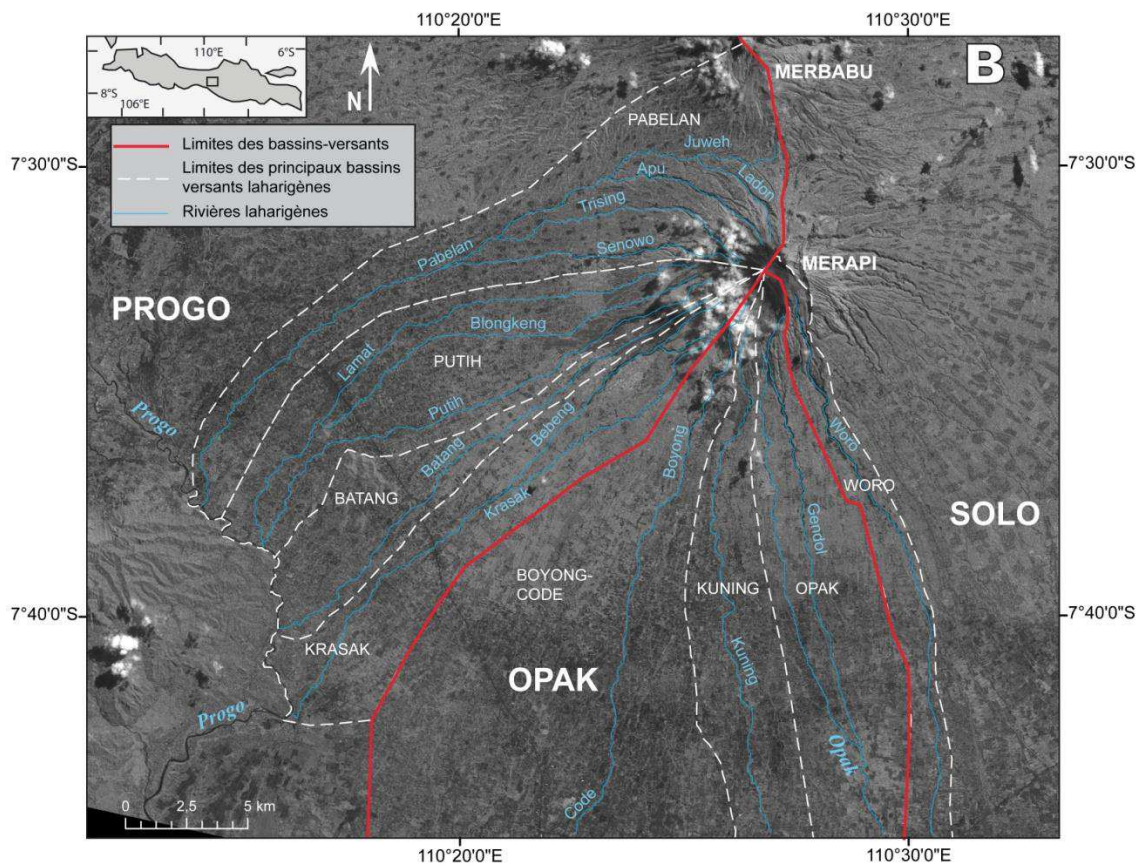 110°20'0"E
110°30'0"E
110°E
6°S
8°S
106°E
N
B
MERBABU
PABELAN
Limites des bassins-versants
Limites des principaux bassins
versants laharigènes
Rivières laharigènes
7°30'0"S
7°30'0"S
Juweh
Apu
Ladon
Trising
Pabelan
Senowo
MERAPI
PROGO
Blongkeng
Lamat
PUTIH
Putih
Progo
Batang
Bebeng
Boyong
Woro
BATANG
Krasak
WORO
SOLO
Gendol
BOYONG-
CODE
KUNING
OPAK
7°40'0"S
7°40'0"S
KRASAK
Kuning
OPAK
Progo
Opak
Code
0 2.5 5 km
110°20'0"E
110°30'0"E